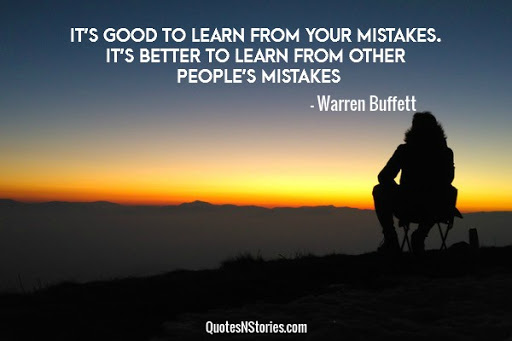 IT'S GOOD TO LEARN FROM YOUR MISTAKES.
IT'S BETTER TO LEARN FROM OTHER
PEOPLE'S MISTAKES
- Warren Buffett
QuotesNStories.com